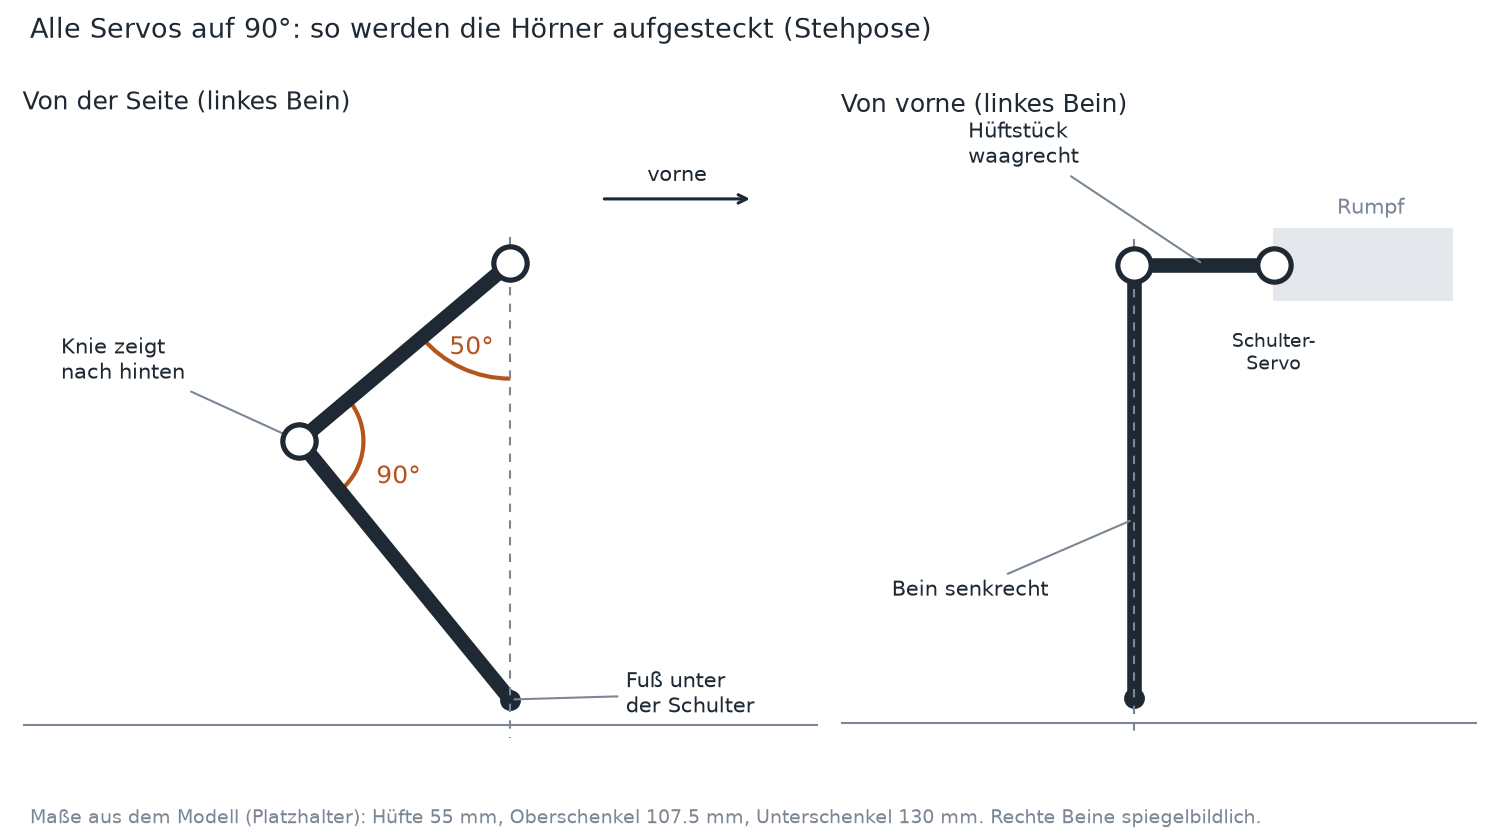 Alle Servos auf 90°: so werden die Hörner aufgesteckt (Stehpose)
Von der Seite (linkes Bein)
vorne
50°
Knie zeigt
nach hinten
90°
Fuß unter
der Schulter
Von vorne (linkes Bein)
Hüftstück
waagrecht
Rumpf
Schulter-
Servo
Bein senkrecht
Maße aus dem Modell (Platzhalter): Hüfte 55 mm, Oberschenkel 107.5 mm, Unterschenkel 130 mm. Rechte Beine spiegelbildlich.